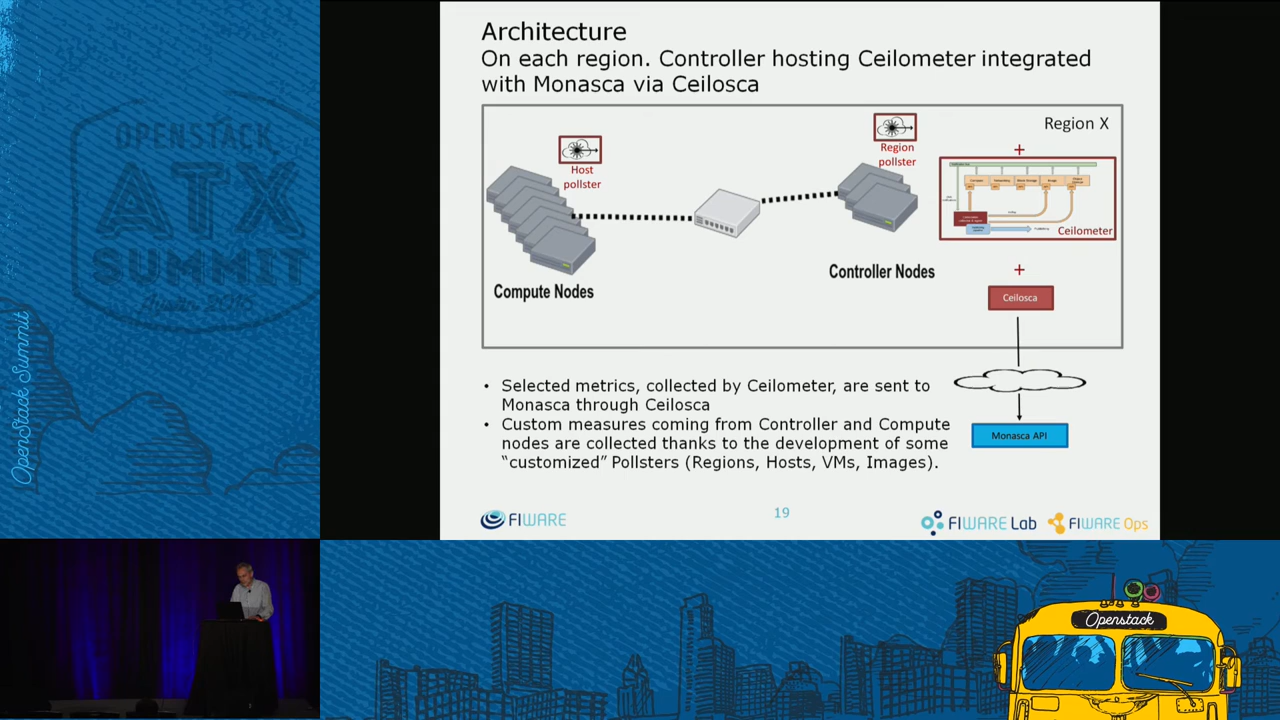 Architecture
On each region. Controller hosting Ceilometer integrated
with Monasca via Ceilosca
Region X
Host
pollster
Region
pollster
+
Ceilometer
Compute Nodes
Controller Nodes
+
Ceilosca
• Selected metrics, collected by Ceilometer, are sent to
Monasca through Ceilosca
• Custom measures coming from Controller and Compute
nodes are collected thanks to the development of some
“customized” Pollsters (Regions, Hosts, VMs, Images).
Monasca API
FIWARE
19
FIWARE Lab
FIWARE Ops
OPENSTACK
ATX
SUMMIT
OpenStack Summit
Openstack